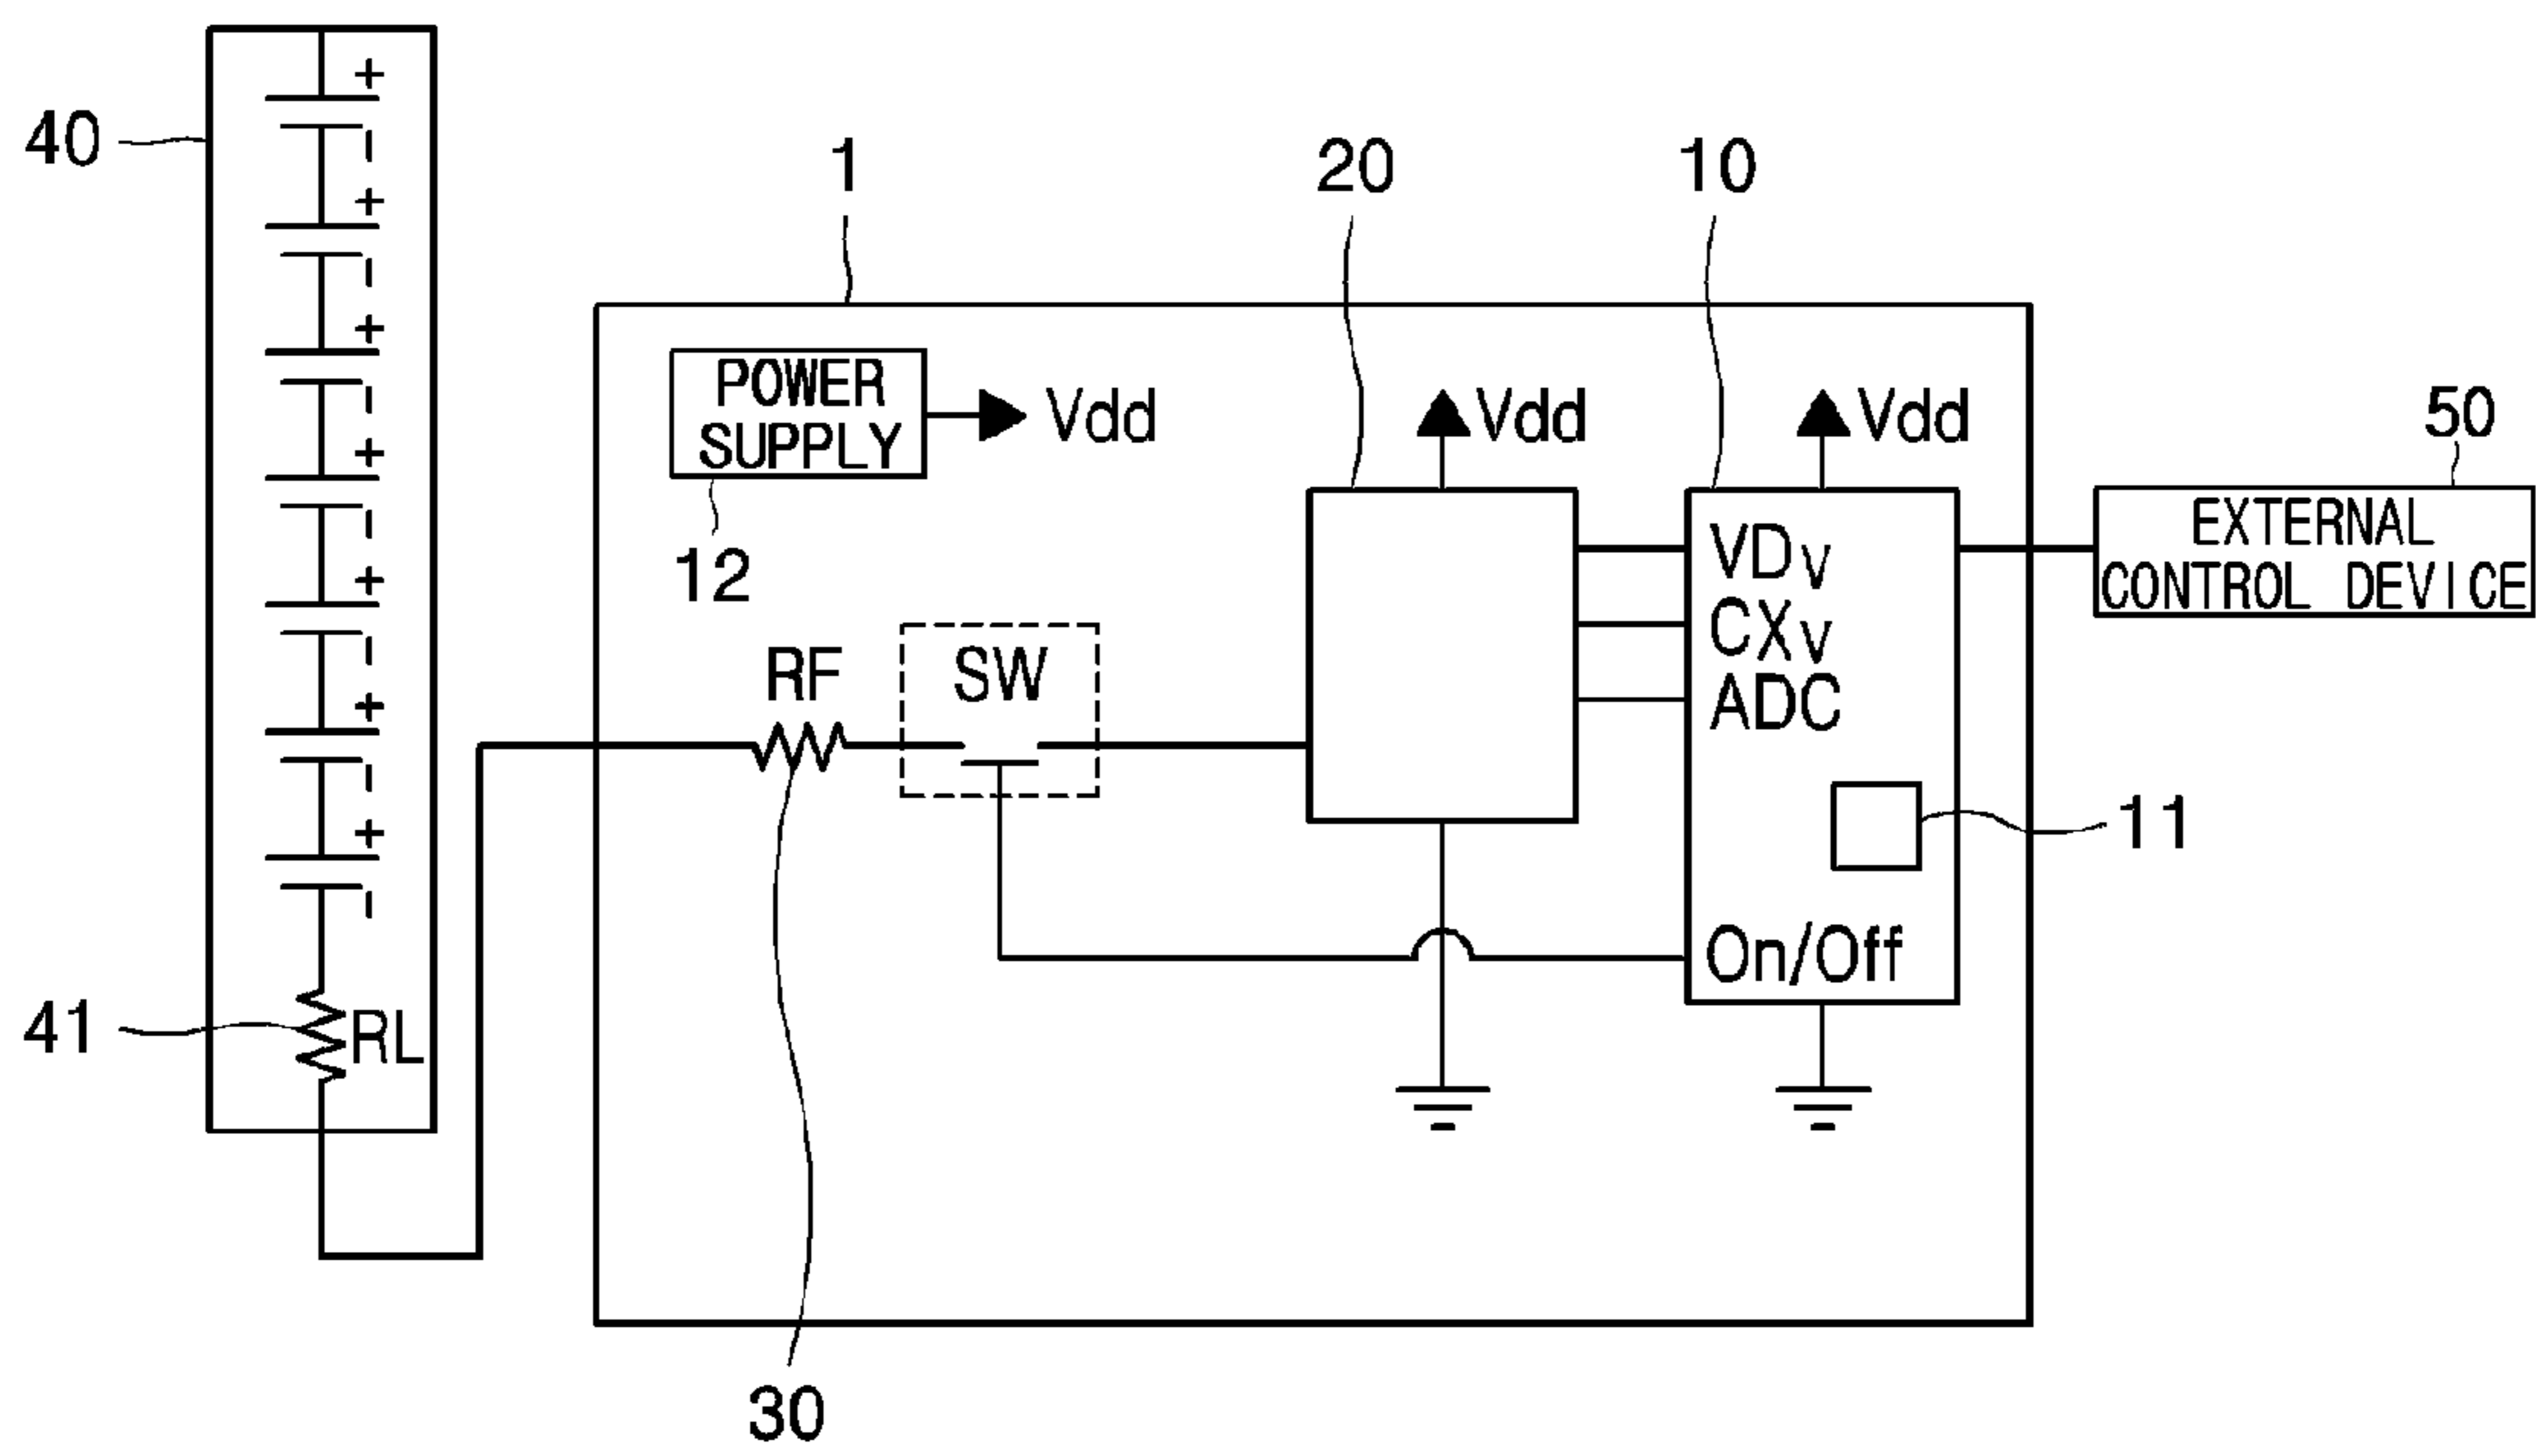 40
+
-
+
-
+
-
+
-
+
-
+
-
+
-
41
RL
1
20
10
POWER
SUPPLY
Vdd
12
Vdd
Vdd
50
EXTERNAL
CONTROL DEVICE
VDV
CXV
ADC
RF
SW
11
On/Off
30